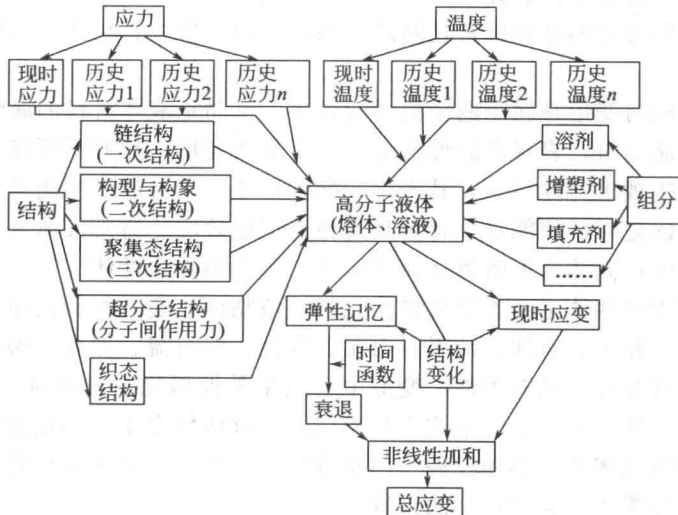 应力
温度
现时
应力
历史
应力1
历史
应力2
历史
应力n
现时
温度
历史
温度1
历史
温度2
历史
温度n
链结构
(一次结构)
构型与构象
(二次结构)
结构
聚集态结构
(三次结构)
超分子结构
(分子间作用力)
织态
结构
高分子液体
(熔体、溶液)
溶剂
增塑剂
填充剂
……
组分
弹性记忆
现时应变
时间
函数
结构
变化
衰退
非线性加和
总应变